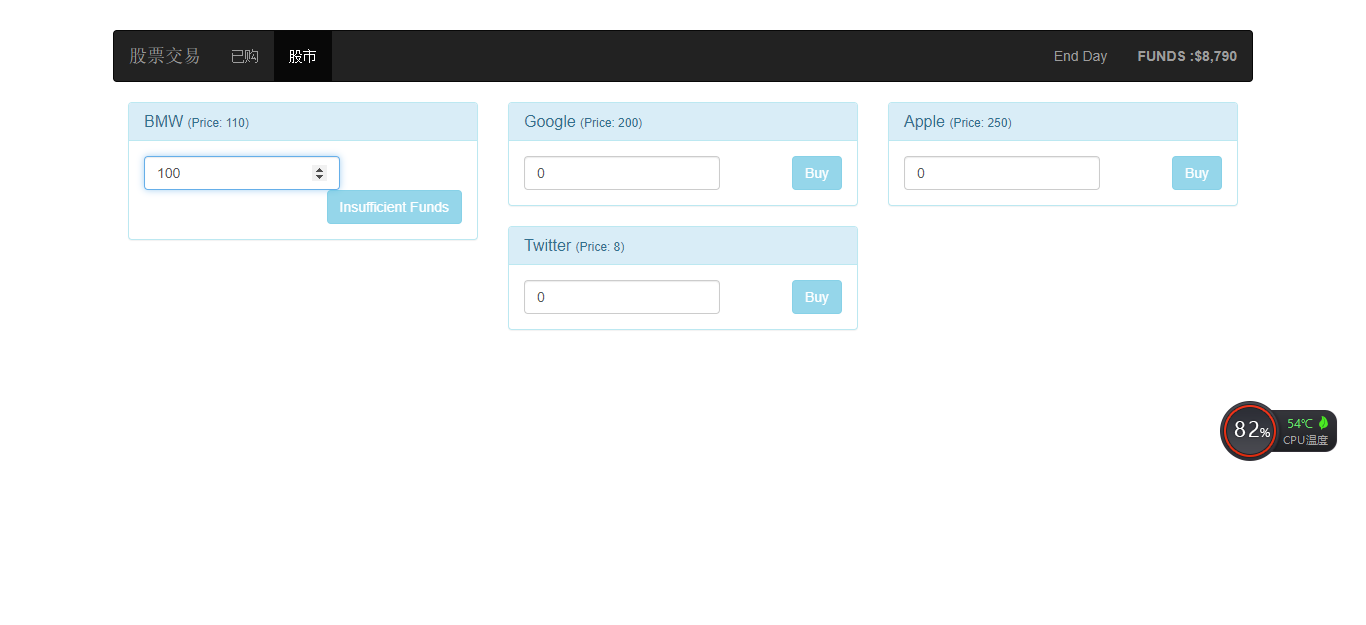 股票交易 已购 股市 End Day FUNDS :$8,790
BMW (Price: 110)
100
Insufficient Funds
Google (Price: 200)
0 Buy
Apple (Price: 250)
0 Buy
Twitter (Price: 8)
0 Buy
82% 54℃
CPU温度